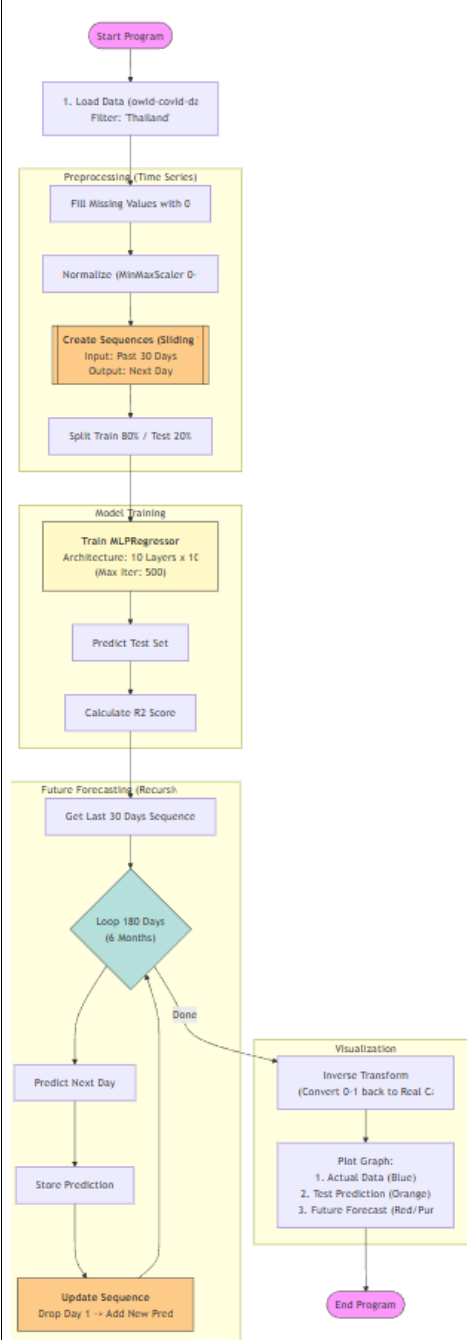 Start Program
1. Load Data (owid-covid-da
Filter: 'Thailand'
Preprocessing (Time Series)
Fill Missing Values with 0
Normalize (MinMaxScaler 0-
Create Sequences (Sliding
Input: Past 30 Days
Output: Next Day
Split Train 80% / Test 20%
Model Training
Train MLPRegressor
Architecture: 10 Layers x 10
(Max Iter: 500)
Predict Test Set
Calculate R2 Score
Future Forecasting (Recursiv
Get Last 30 Days Sequence
Loop 180 Days
(6 Months)
Done
Predict Next Day
Store Prediction
Update Sequence
Drop Day 1 -> Add New Pred
Visualization
Inverse Transform
(Convert 0-1 back to Real Ca
Plot Graph:
1. Actual Data (Blue)
2. Test Prediction (Orange)
3. Future Forecast (Red/Pur
End Program